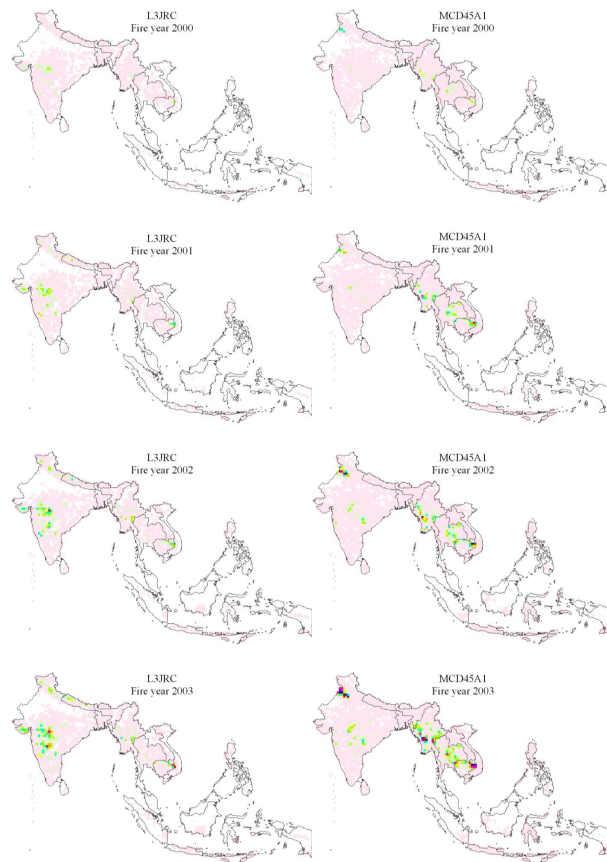 L3JRC
Fire year 2000
MCD45A1
Fire year 2000
L3JRC
Fire year 2001
MCD45A1
Fire year 2001
L3JRC
Fire year 2002
MCD45A1
Fire year 2002
L3JRC
Fire year 2003
MCD45A1
Fire year 2003